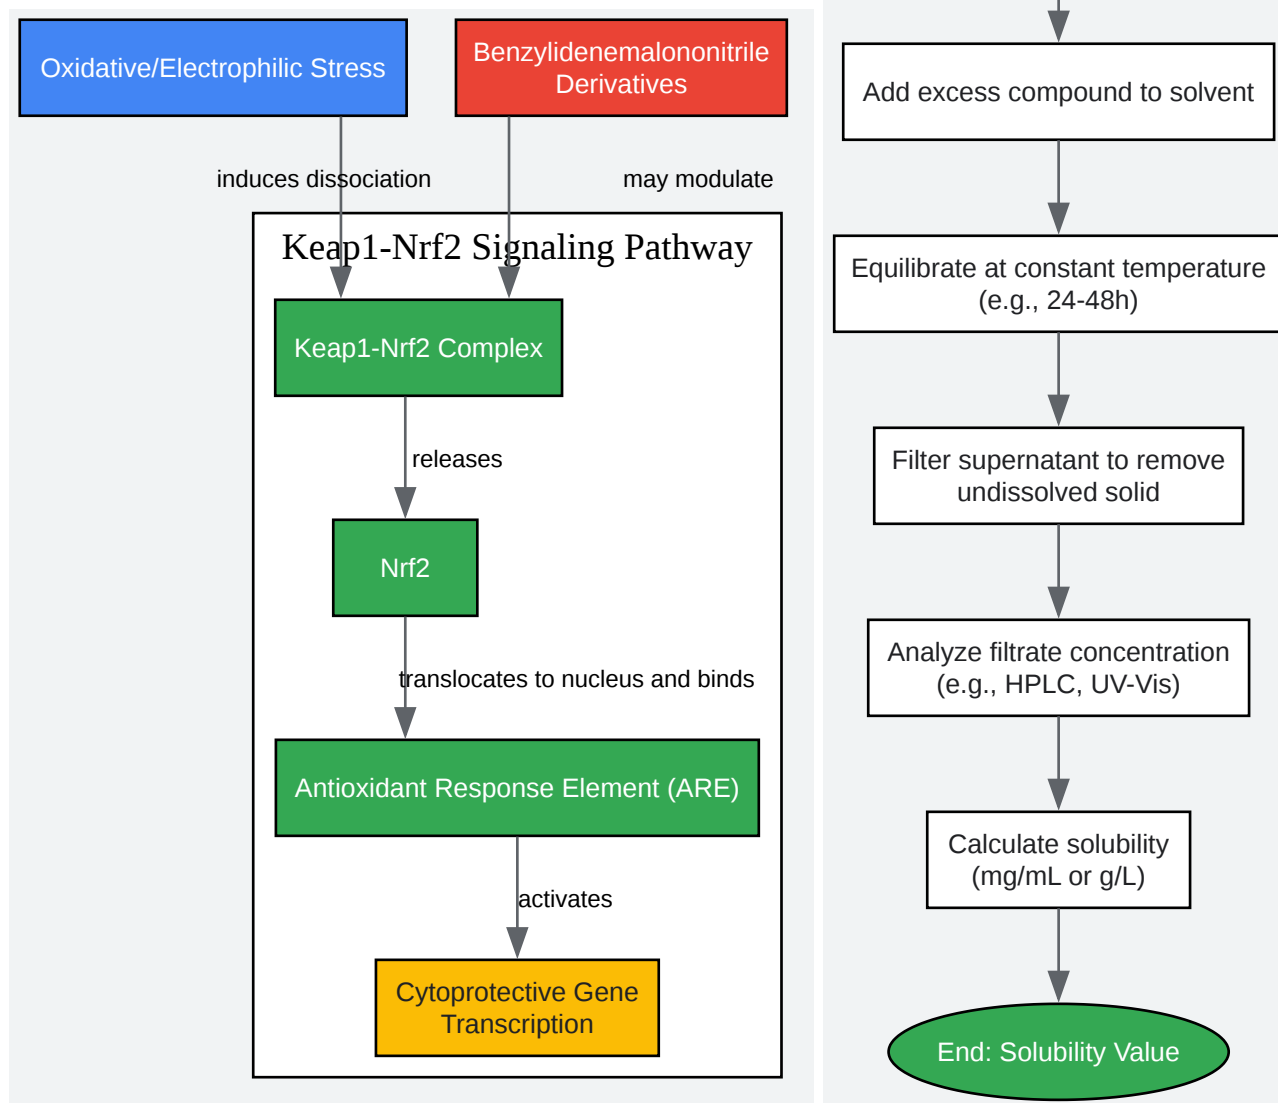 Oxidative/Electrophilic Stress
Benzylidenemalononitrile
Derivatives
induces dissociation
may modulate
Keap1-Nrf2 Signaling Pathway
Keap1-Nrf2 Complex
releases
Nrf2
translocates to nucleus and binds
Antioxidant Response Element (ARE)
activates
Cytoprotective Gene
Transcription
Add excess compound to solvent
Equilibrate at constant temperature
(e.g., 24-48h)
Filter supernatant to remove
undissolved solid
Analyze filtrate concentration
(e.g., HPLC, UV-Vis)
Calculate solubility
(mg/mL or g/L)
End: Solubility Value